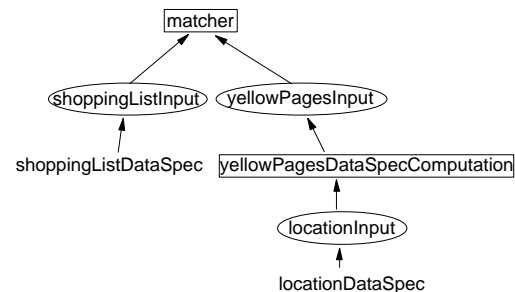 matcher
shoppingListInput
yellowPagesInput
shoppingListDataSpec
yellowPagesDataSpecComputation
locationInput
locationDataSpec